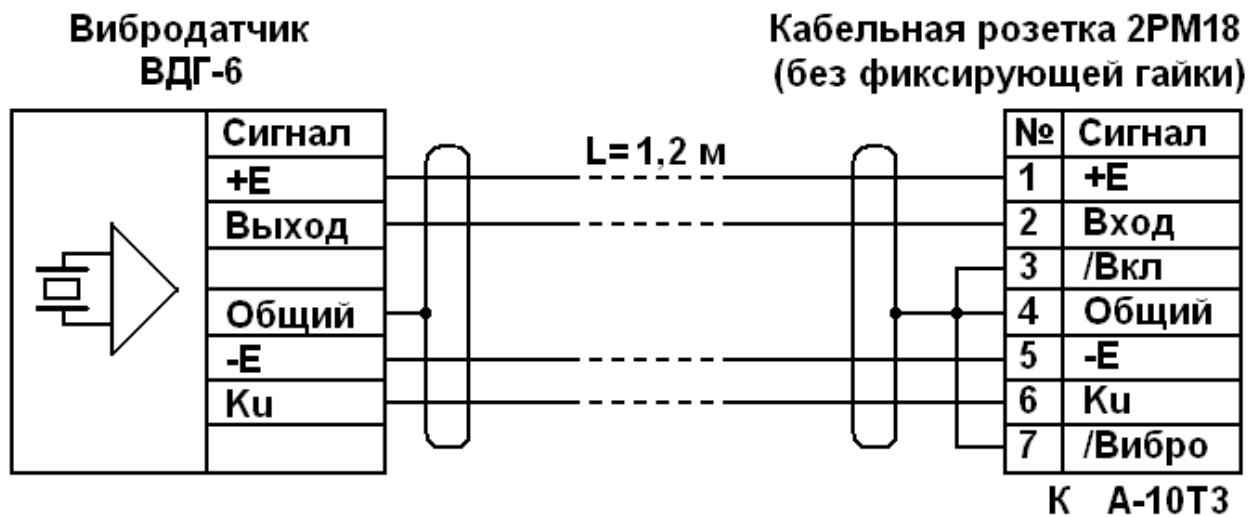 Вибродатчик
ВДГ-6
Кабельная розетка 2РМ18
(без фиксирующей гайки)
Сигнал
+Е
Выход
Общий
-Е
Ku
L=1,2 м
№ Сигнал
1 +Е
2 Вход
3 /Вкл
4 Общий
5 -Е
6 Ku
7 /Вибро
К А-10Т3